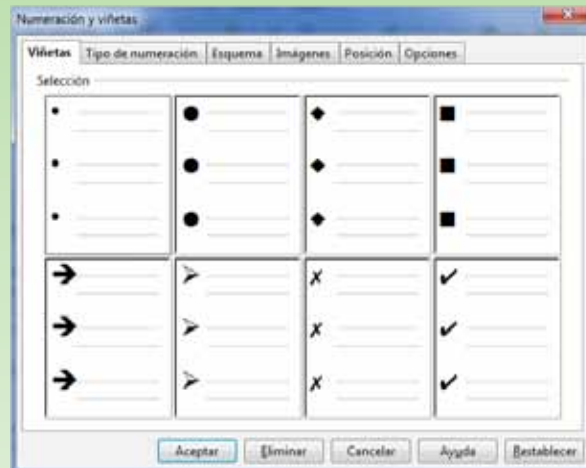 Numeración y viñetas
Viñetas Tipo de numeración Esquema Imágenes Posición Opciones
Selección
Aceptar Eliminar Cancelar Ayuda Restablecer